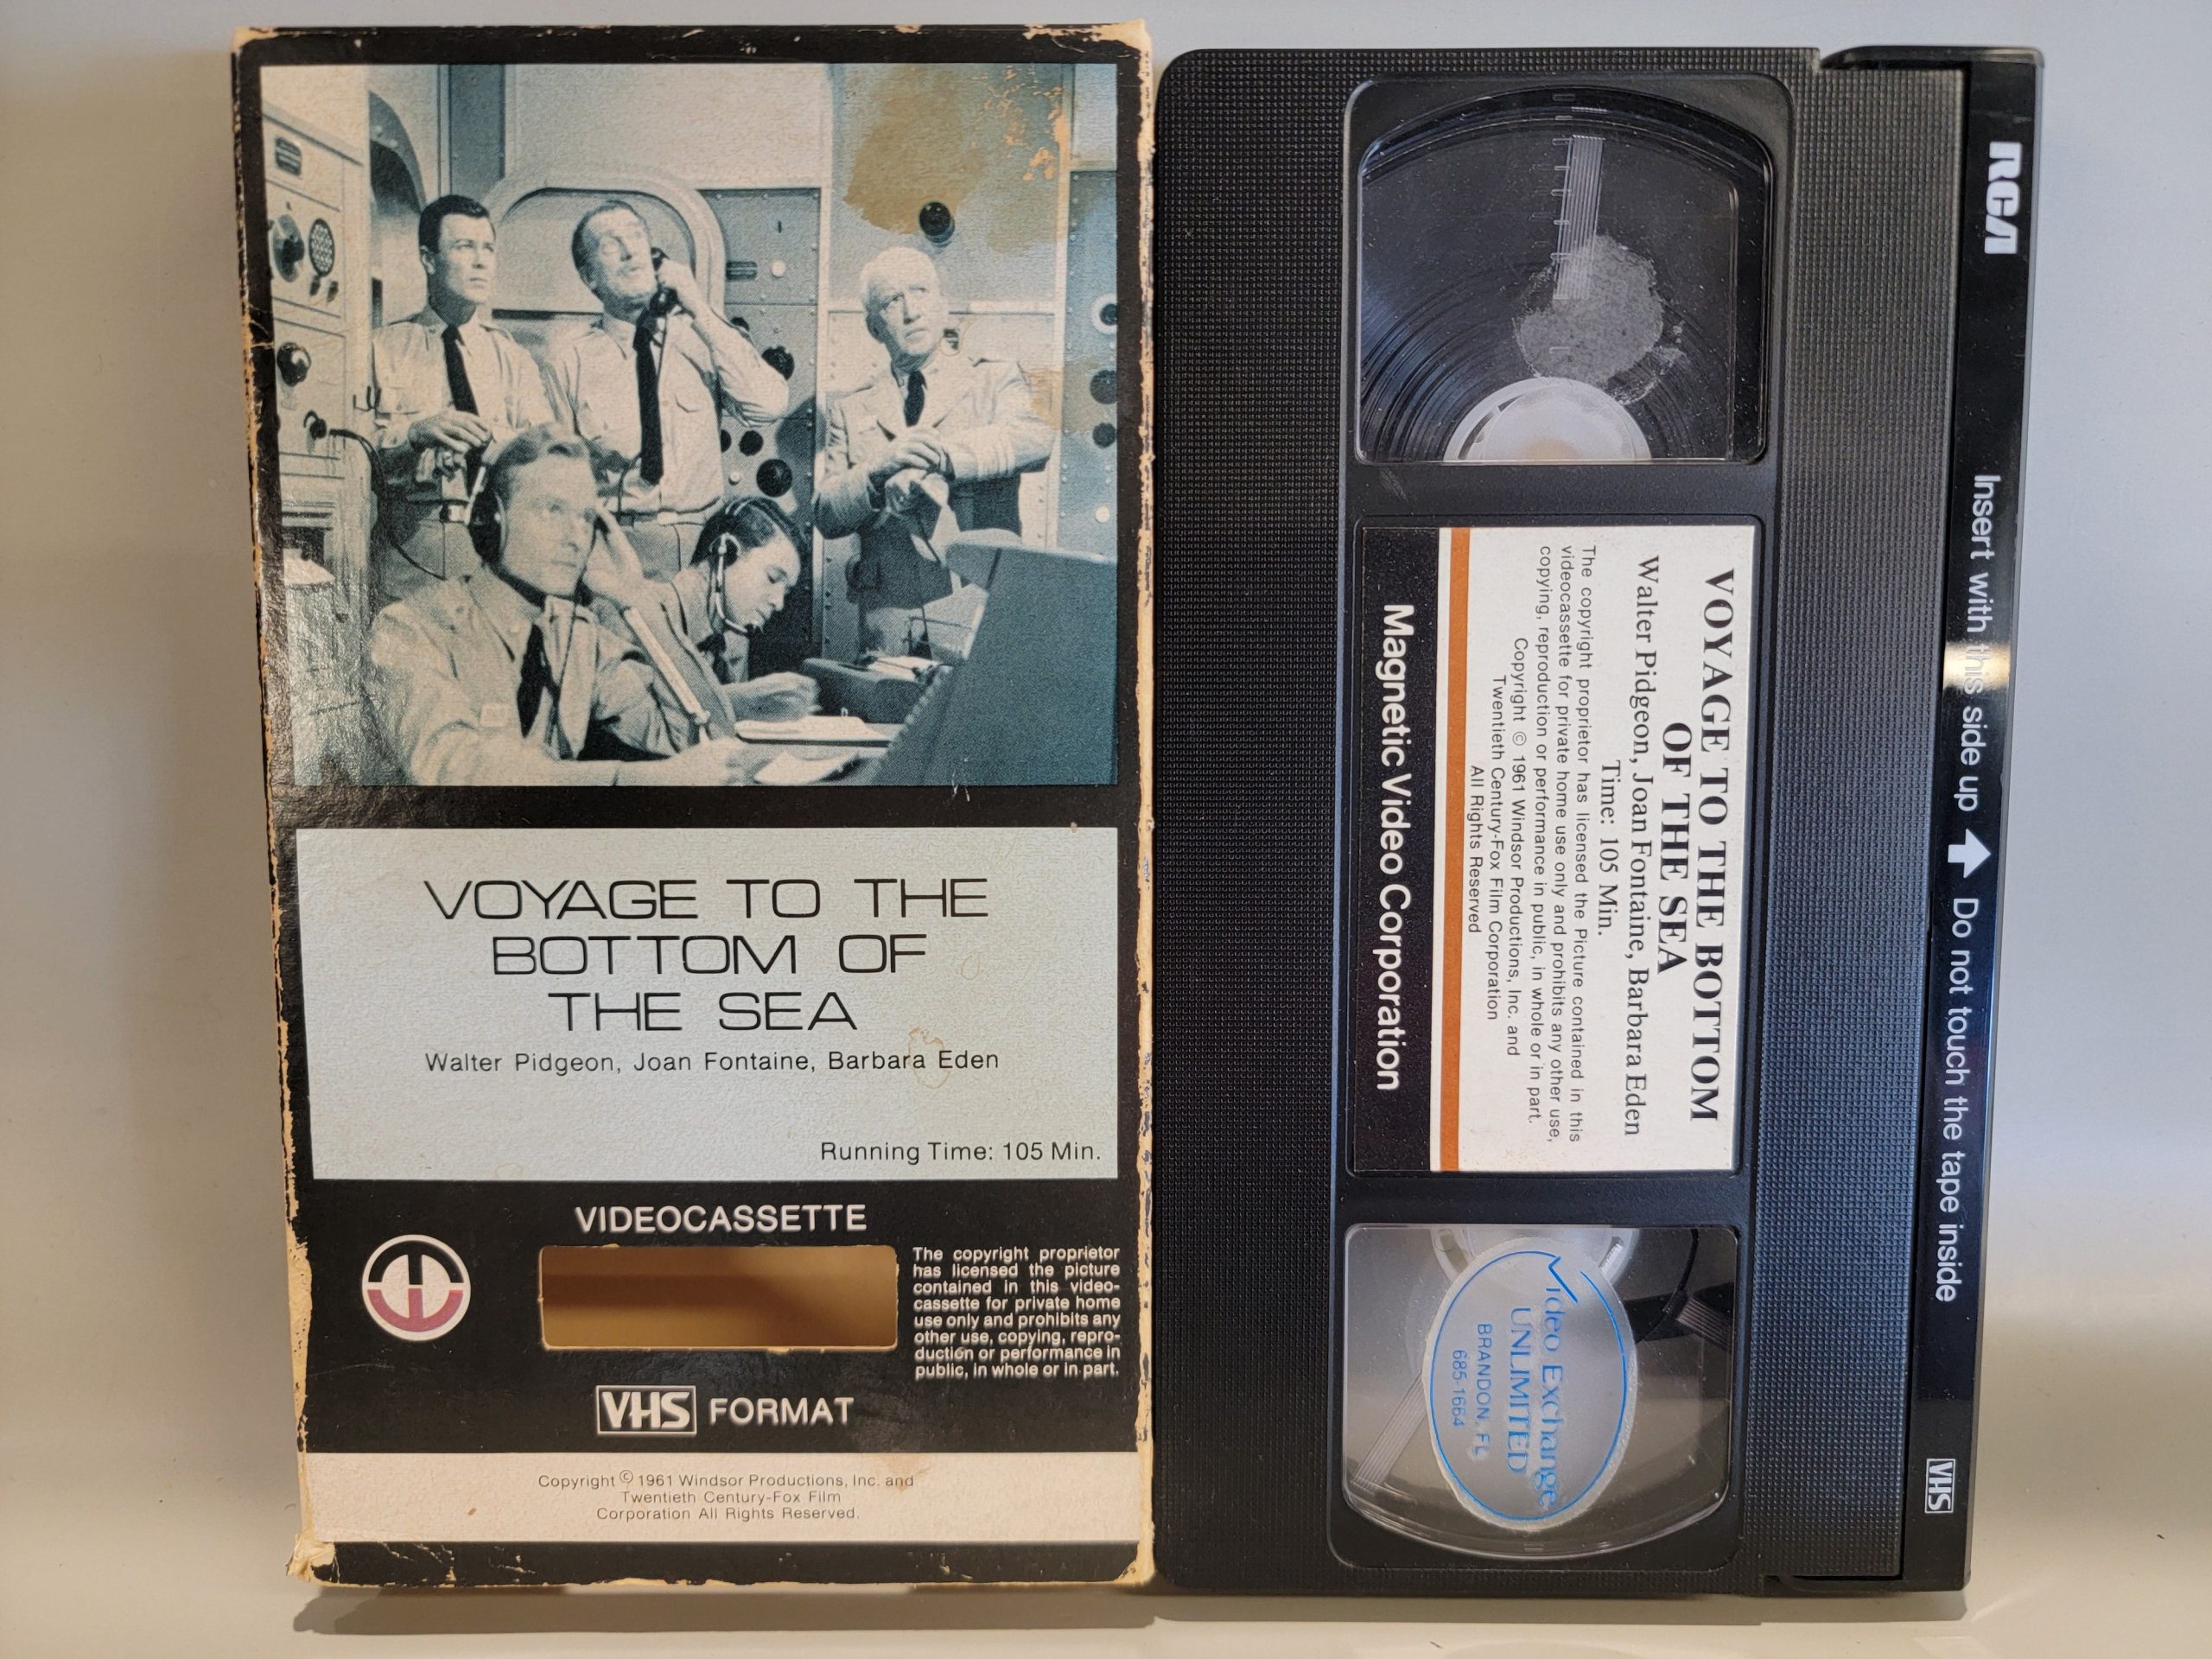 VOYAGE TO THE
BOTTOM OF
THE SEA
Walter Pidgeon, Joan Fontaine, Barbara Eden
Running Time: 105 Min.
VIDEOCASSETTE
The copyright proprietor
has licensed the picture
contained in this video-
cassette for private home
use only and prohibits any
other use, copying, repro-
duction or performance in
public, in whole or in part.
VHS FORMAT
Copyright © 1961 Windsor Productions, Inc. and
Twentieth Century-Fox Film
Corporation All Rights Reserved.
VOYAGE TO THE BOTTOM
OF THE SEA
Walter Pidgeon, Joan Fontaine, Barbara Eden
Time: 105 Min.
The copyright proprietor has licensed the Picture contained in this
videocassette for private home use only and prohibits any other use,
copying, reproduction or performance in public, in whole or in part.
Copyright © 1961 Windsor Productions, Inc. and
Twentieth Century-Fox Film Corporation
All Rights Reserved
Magnetic Video Corporation
Video Exchange
UNLIMITED
BRANDON, FL
685-1664
RCA
Insert with this side up Do not touch the tape inside
VHS